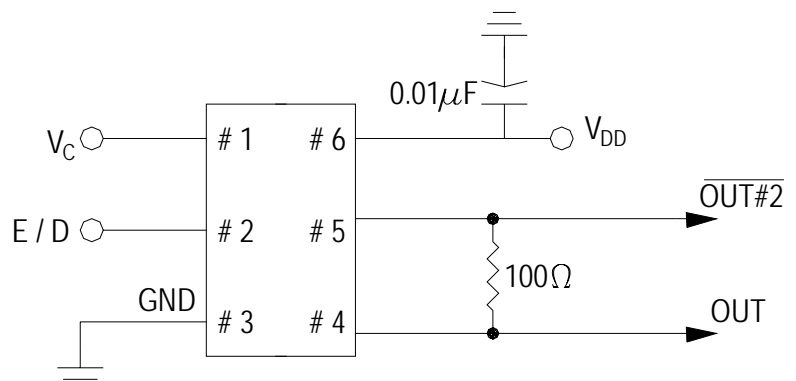 0.01μF
V_C
#1
#6
V_DD
OUT#2
E / D
#2
#5
100Ω
GND
#3
#4
OUT